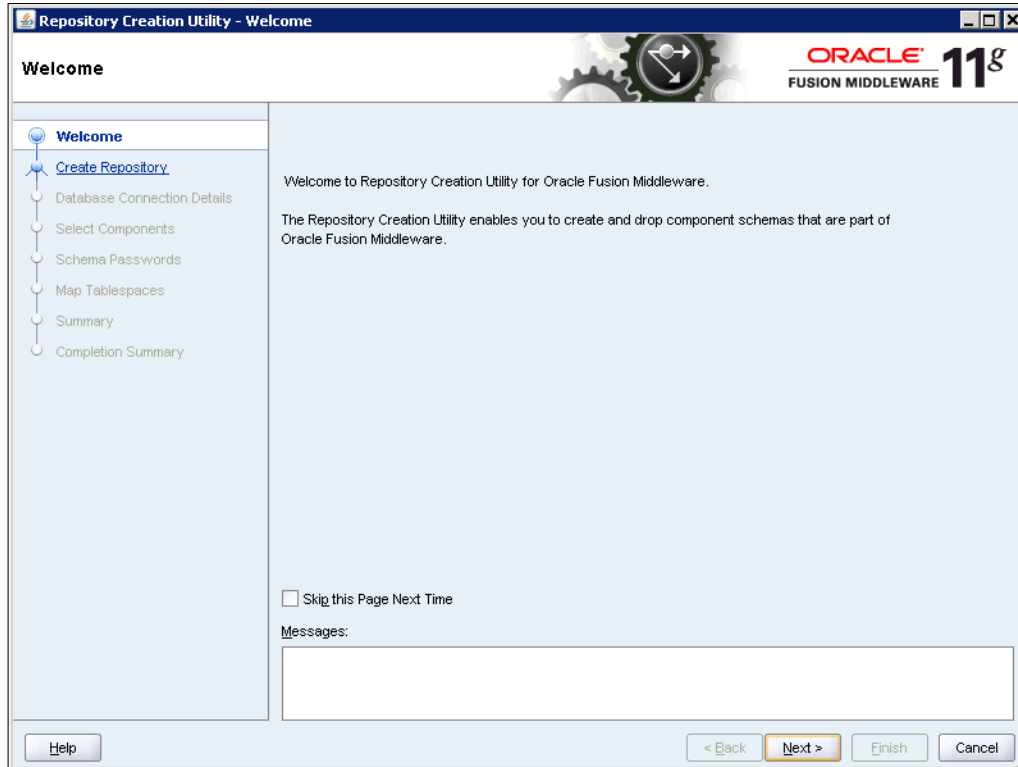 Repository Creation Utility - Welcome
Welcome
ORACLE
FUSION MIDDLEWARE
11g
Welcome
Create Repository
Database Connection Details
Select Components
Schema Passwords
Map Tablespaces
Summary
Completion Summary
Welcome to Repository Creation Utility for Oracle Fusion Middleware.
The Repository Creation Utility enables you to create and drop component schemas that are part of
Oracle Fusion Middleware.
Skip this Page Next Time
Messages:
Help
< Back
Next >
Finish
Cancel